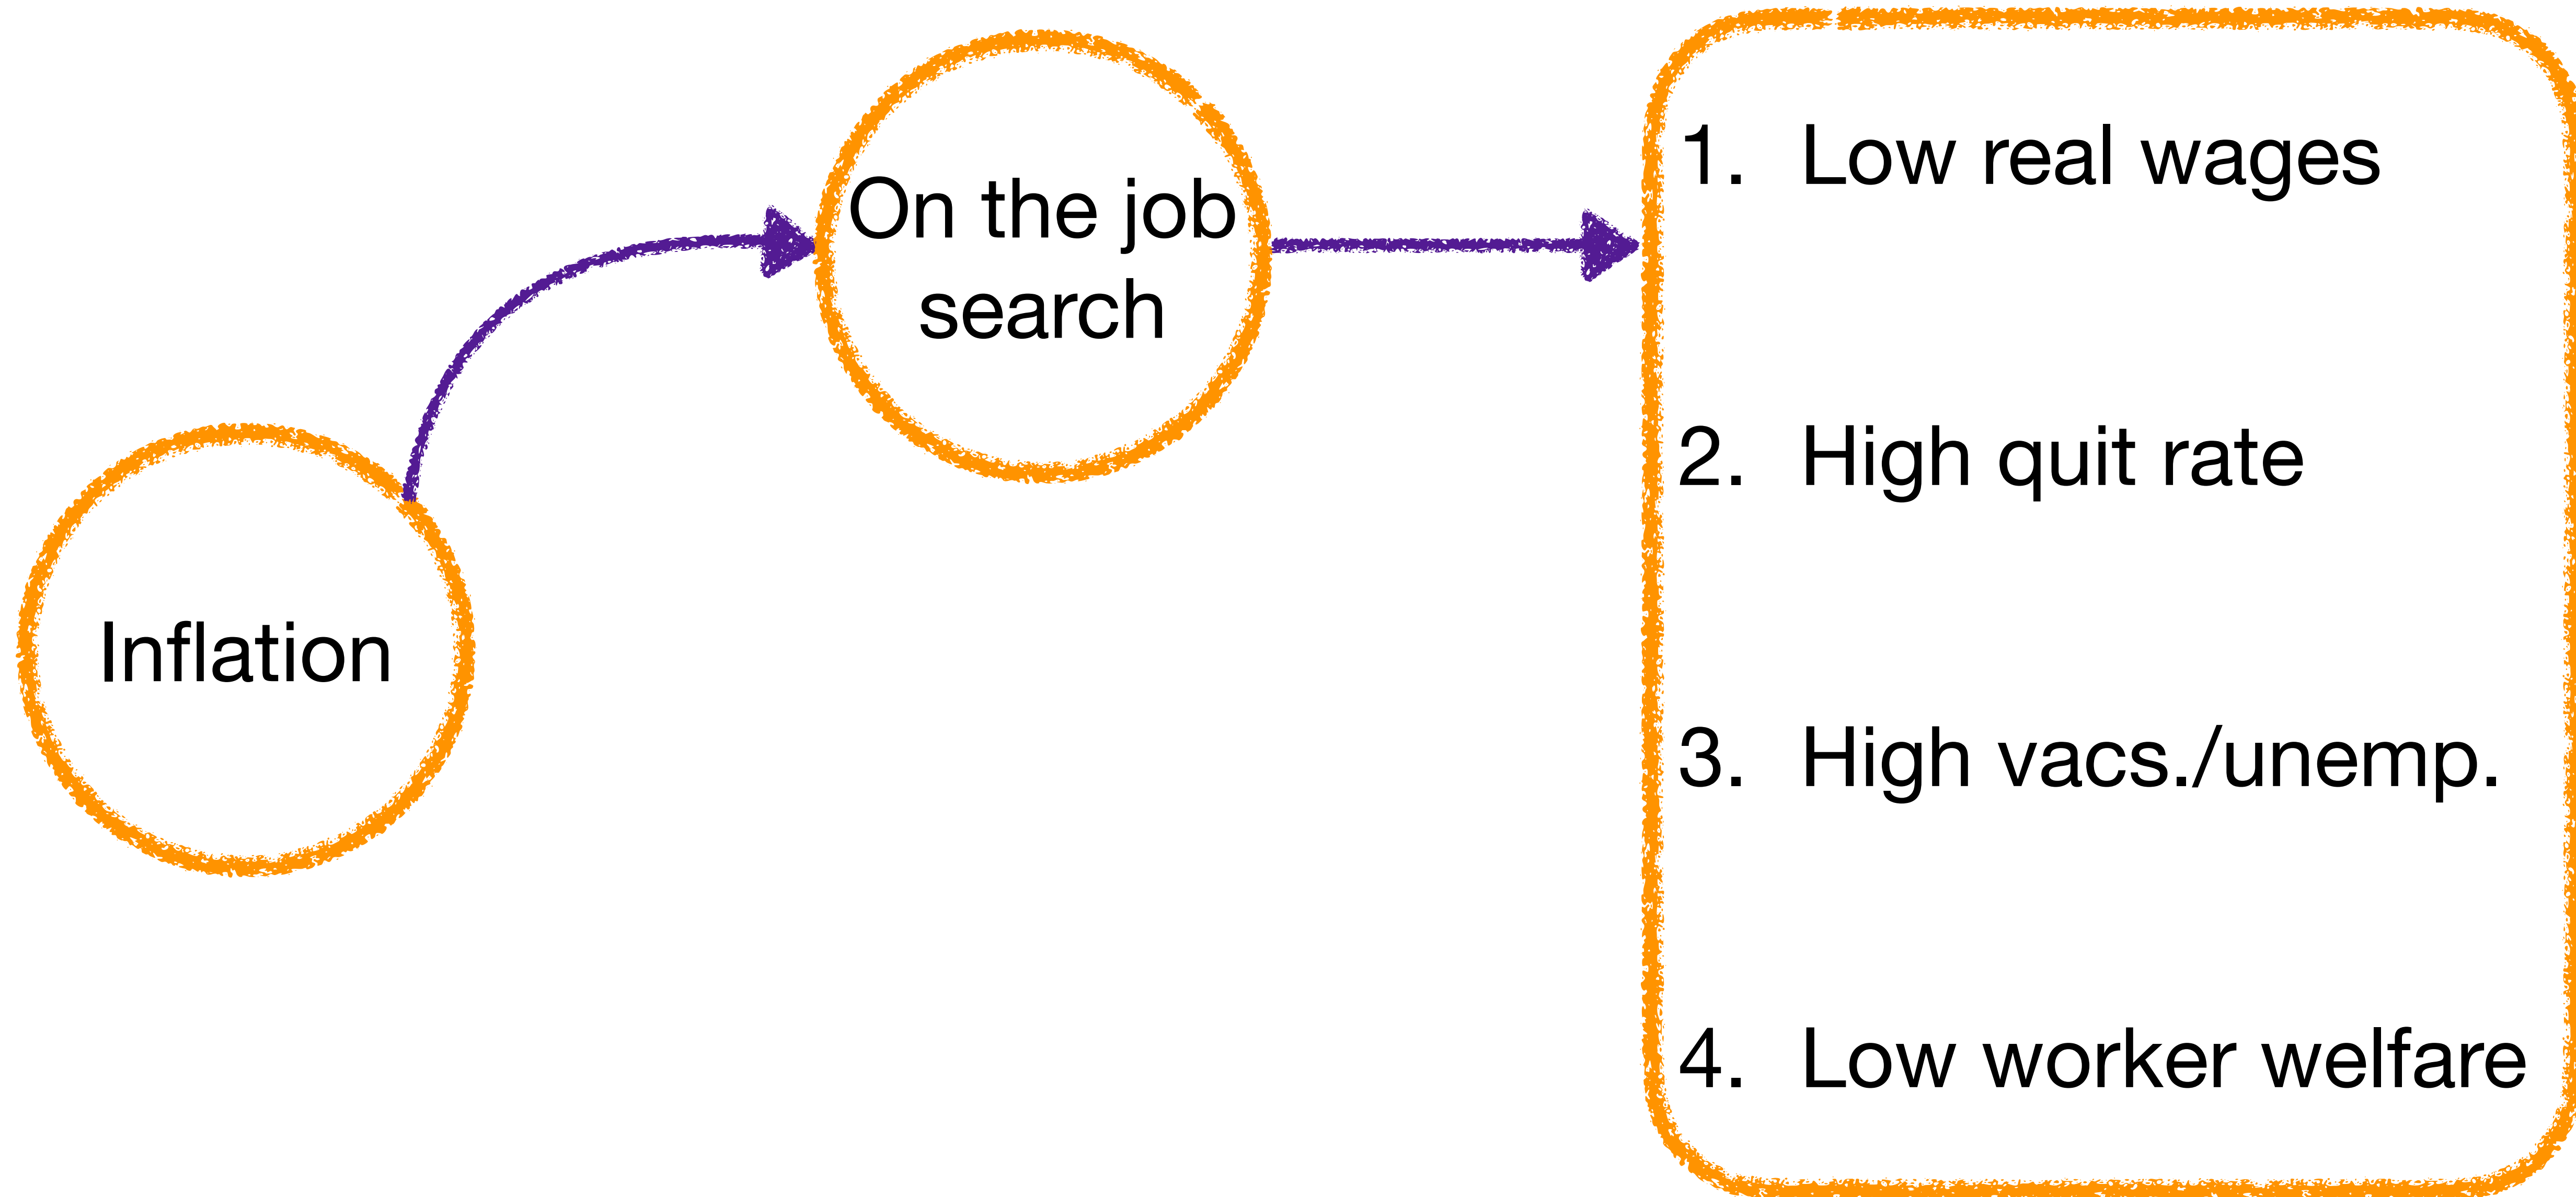 Inflation
On the job
search
1. Low real wages
2. High quit rate
3. High vacs./unemp.
4. Low worker welfare